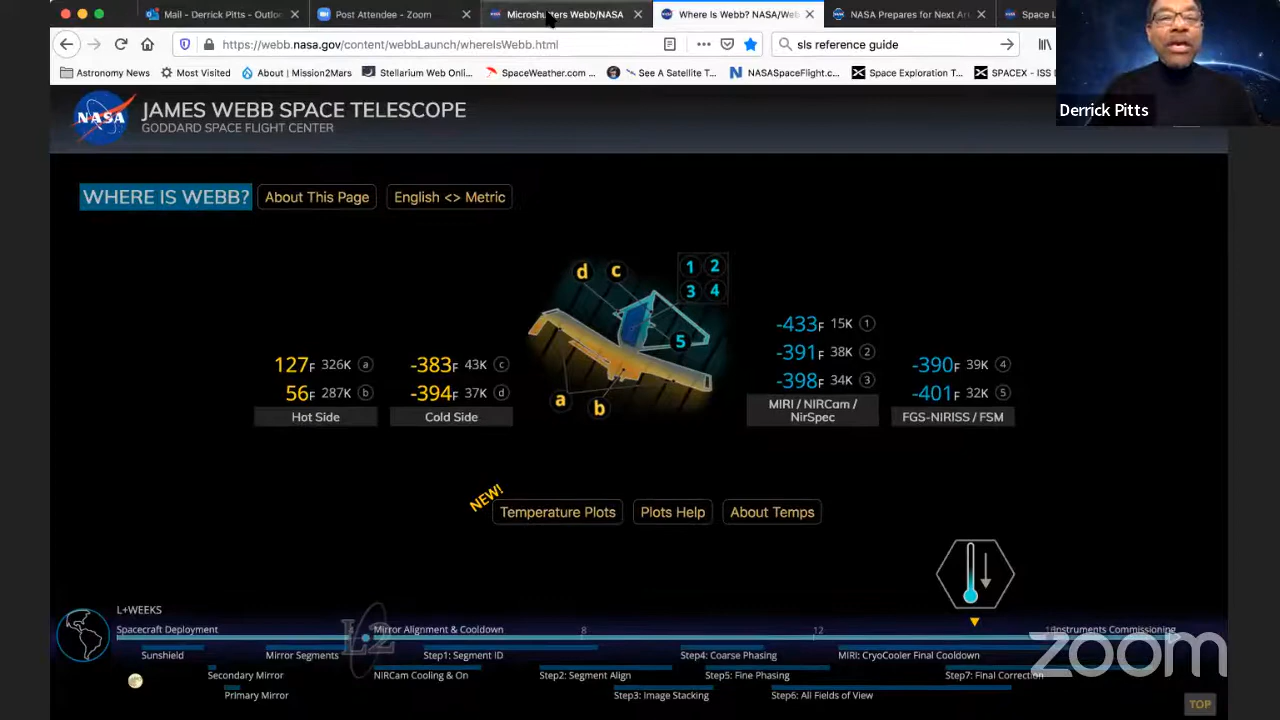 Mail - Derrick Pitts - Outlo
Post Attendee - Zoom
Microshutters Webb/NASA
Where Is Webb? NASA/Web
NASA Prepares for Next Ar
Space L
https://webb.nasa.gov/content/webbLaunch/whereIsWebb.html
sls reference guide
Astronomy News
Most Visited
About | Mission2Mars
Stellarium Web Onl...
SpaceWeather.com ...
See A Satellite T...
NASASpaceFlight.c...
Space Exploration T...
SPACEX - ISS D
Derrick Pitts
NASA
JAMES WEBB SPACE TELESCOPE
GODDARD SPACE FLIGHT CENTER
WHERE IS WEBB?
About This Page
English <> Metric
d c 1 2
3 4
5
a b
127F 326K a
56F 287K b
Hot Side
-383F 43K c
-394F 37K d
Cold Side
-433F 15K 1
-391F 38K 2
-398F 34K 3
MIRI / NIRCam /
NirSpec
-390F 39K 4
-401F 32K 5
FGS-NIRISS / FSM
NEW!
Temperature Plots
Plots Help
About Temps
L+WEEKS
Spacecraft Deployment
L2
Mirror Alignment & Cooldown
8
12
Instruments Commissioning
Sunshield
Mirror Segments
Step1: Segment ID
Step4: Coarse Phasing
MIRI: CryoCooler Final Cooldown
Secondary Mirror
NIRCam Cooling & On
Step2: Segment Align
Step5: Fine Phasing
Step7: Final Correction
Primary Mirror
Step3: Image Stacking
Step6: All Fields of View
zoom
TOP